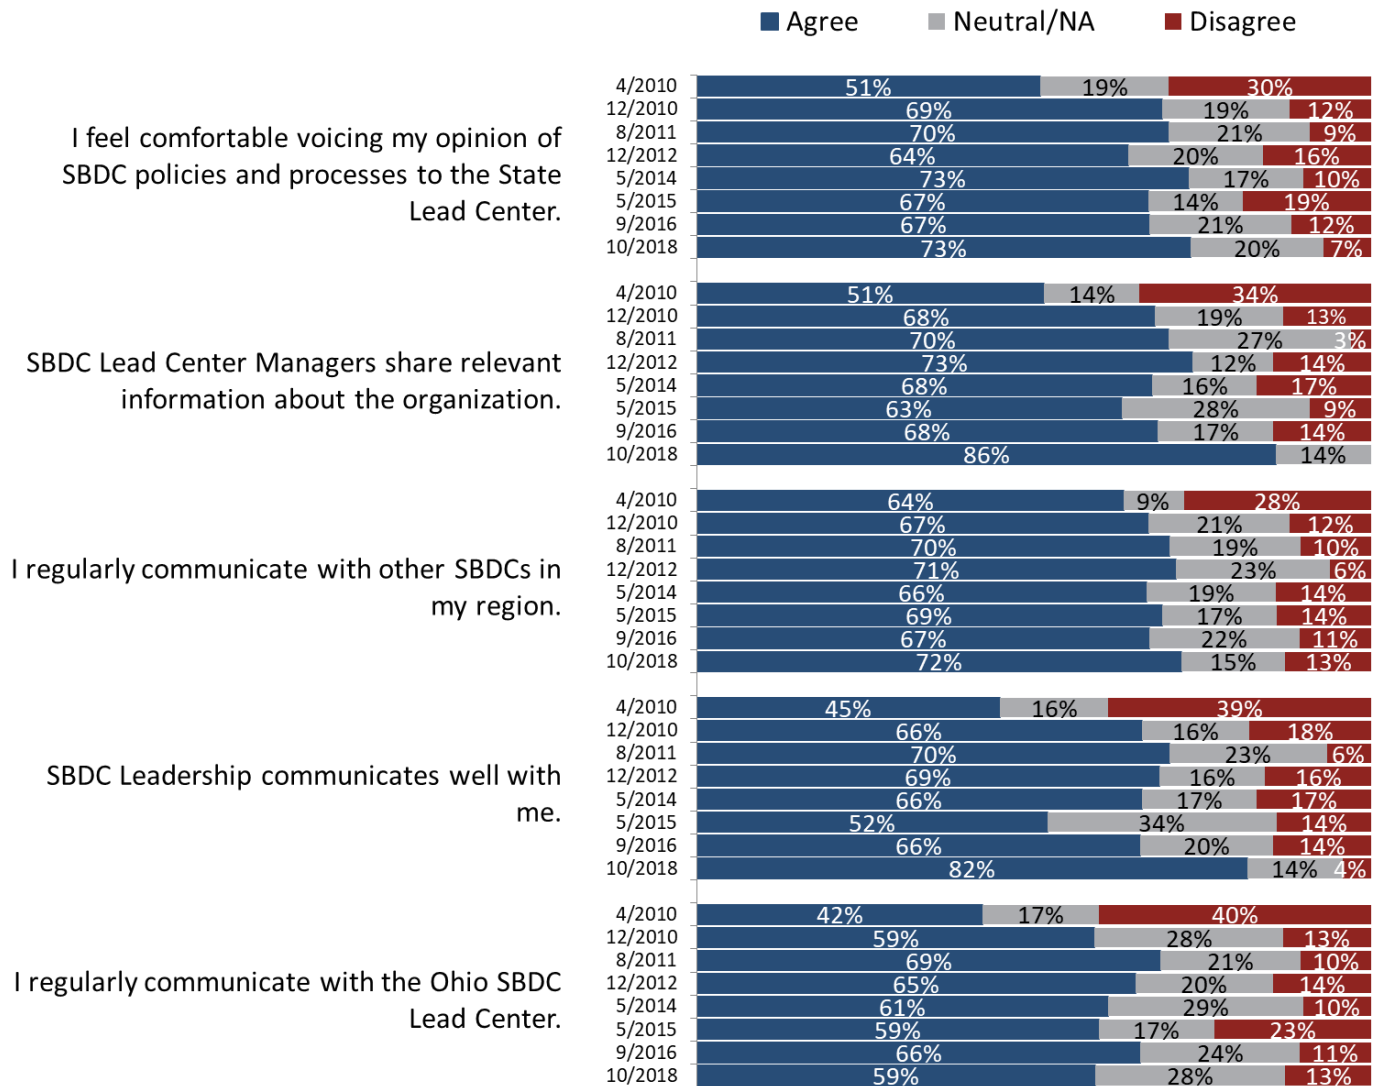 Agree Neutral/NA Disagree
4/2010 51% 19% 30%
12/2010 69% 19% 12%
I feel comfortable voicing my opinion of 8/2011 70% 21% 9%
SBDC policies and processes to the State 12/2012 64% 20% 16%
5/2014 73% 17% 10%
Lead Center. 5/2015 67% 14% 19%
9/2016 67% 21% 12%
10/2018 73% 20% 7%
4/2010 51% 14% 34%
12/2010 68% 19% 13%
8/2011 70% 27% 3%
SBDC Lead Center Managers share relevant 12/2012 73% 12% 14%
information about the organization. 5/2014 68% 16% 17%
5/2015 63% 28% 9%
9/2016 68% 17% 14%
10/2018 86% 14%
4/2010 64% 9% 28%
12/2010 67% 21% 12%
8/2011 70% 19% 10%
I regularly communicate with other SBDCs in 12/2012 71% 23% 6%
my region. 5/2014 66% 19% 14%
5/2015 69% 17% 14%
9/2016 67% 22% 11%
10/2018 72% 15% 13%
4/2010 45% 16% 39%
12/2010 66% 16% 18%
8/2011 70% 23% 6%
SBDC Leadership communicates well with 12/2012 69% 16% 16%
me. 5/2014 66% 17% 17%
5/2015 52% 34% 14%
9/2016 66% 20% 14%
10/2018 82% 14% 4%
4/2010 42% 17% 40%
12/2010 59% 28% 13%
8/2011 69% 21% 10%
I regularly communicate with the Ohio SBDC 12/2012 65% 20% 14%
Lead Center. 5/2014 61% 29% 10%
5/2015 59% 17% 23%
9/2016 66% 24% 11%
10/2018 59% 28% 13%